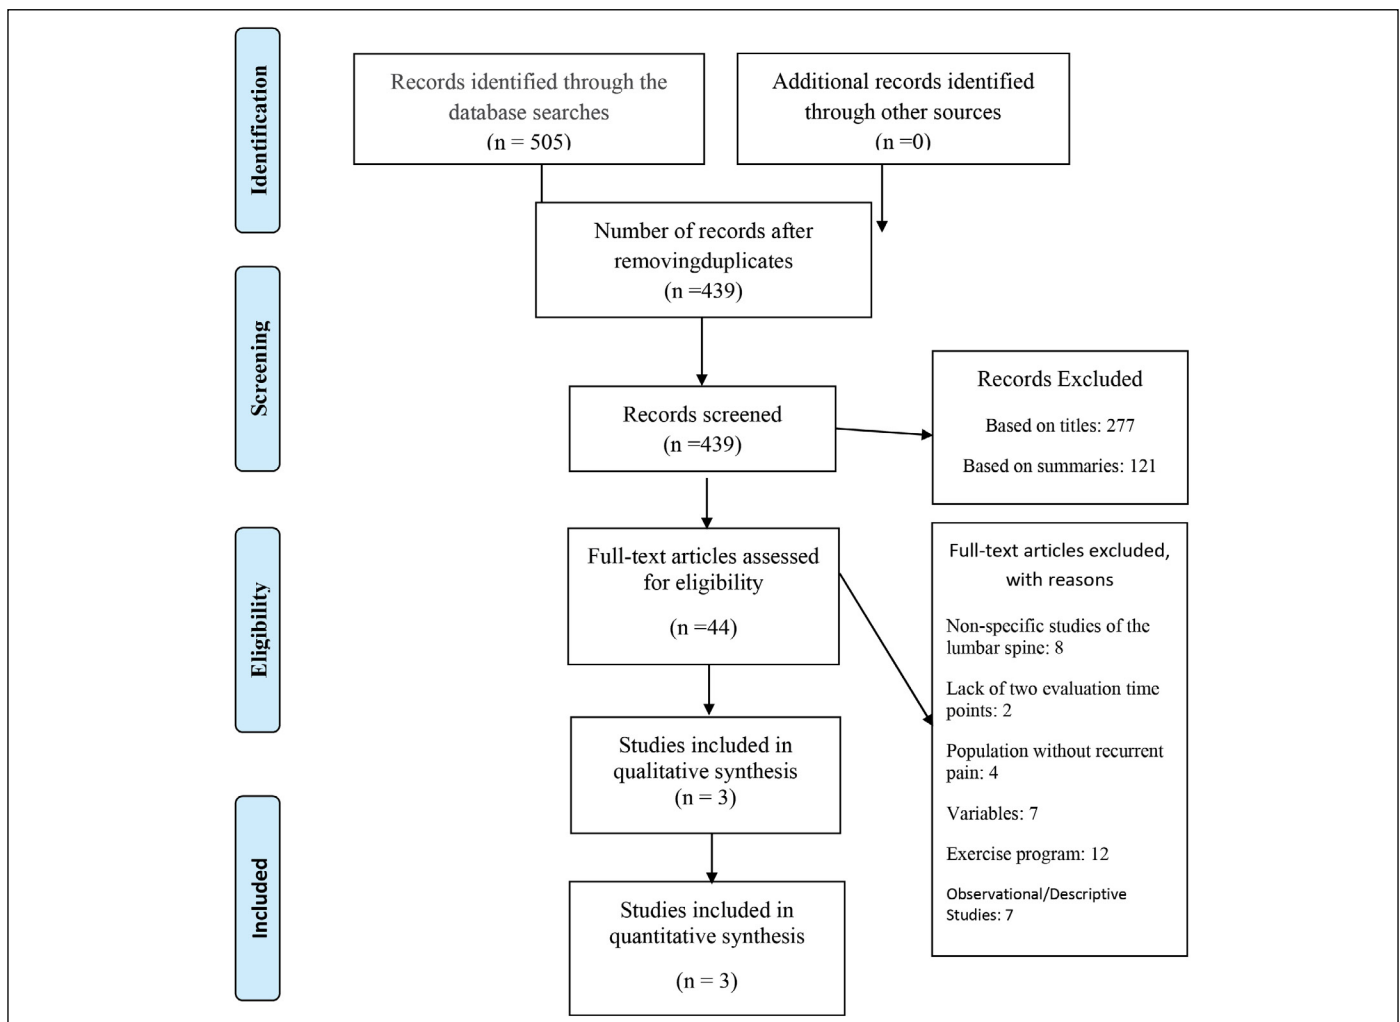 Identification
Records identified through the
database searches
(n = 505)
Additional records identified
through other sources
(n =0)
Number of records after
removingduplicates
(n =439)
Screening
Records screened
(n =439)
Records Excluded
Based on titles: 277
Based on summaries: 121
Eligibility
Full-text articles assessed
for eligibility
(n =44)
Full-text articles excluded,
with reasons
Non-specific studies of the
lumbar spine: 8
Lack of two evaluation time
points: 2
Population without recurrent
pain: 4
Variables: 7
Exercise program: 12
Observational/Descriptive
Studies: 7
Studies included in
qualitative synthesis
(n = 3)
Included
Studies included in
quantitative synthesis
(n = 3)